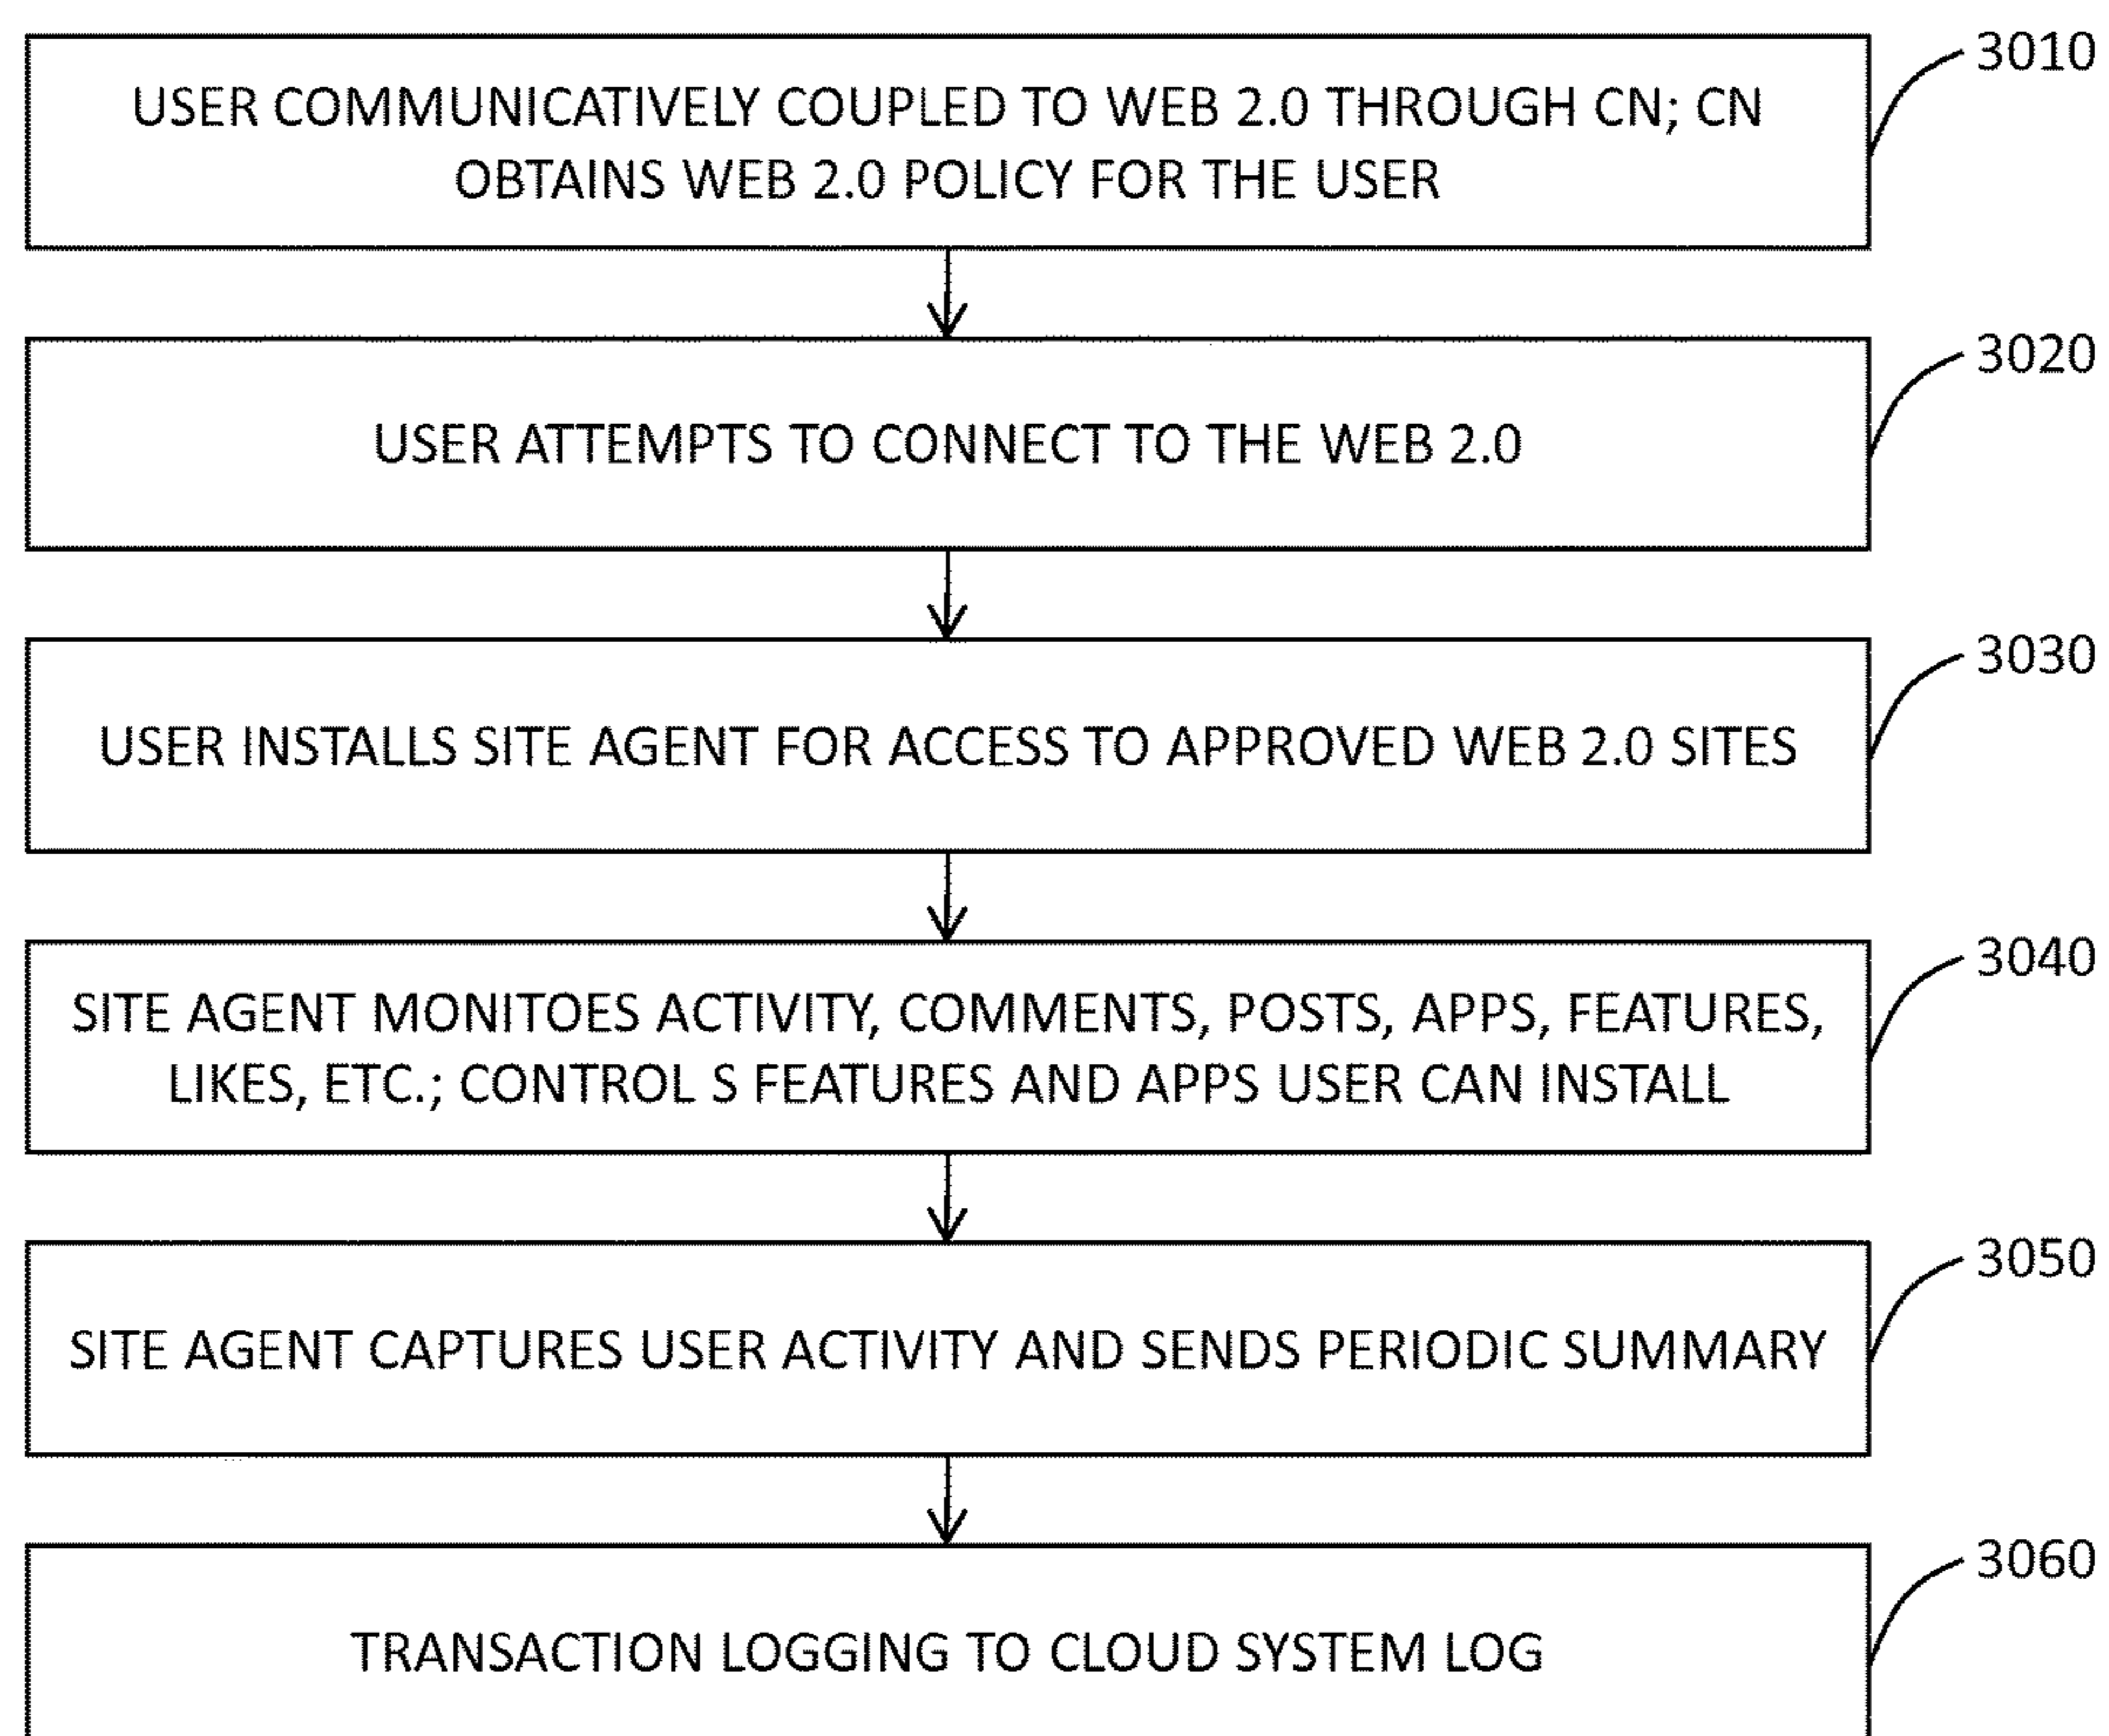 USER COMMUNICATIVELY COUPLED TO WEB 2.0 THROUGH CN; CN
OBTAINS WEB 2.0 POLICY FOR THE USER
3010
USER ATTEMPTS TO CONNECT TO THE WEB 2.0
3020
USER INSTALLS SITE AGENT FOR ACCESS TO APPROVED WEB 2.0 SITES
3030
SITE AGENT MONITOES ACTIVITY, COMMENTS, POSTS, APPS, FEATURES,
LIKES, ETC.; CONTROL S FEATURES AND APPS USER CAN INSTALL
3040
SITE AGENT CAPTURES USER ACTIVITY AND SENDS PERIODIC SUMMARY
3050
TRANSACTION LOGGING TO CLOUD SYSTEM LOG
3060